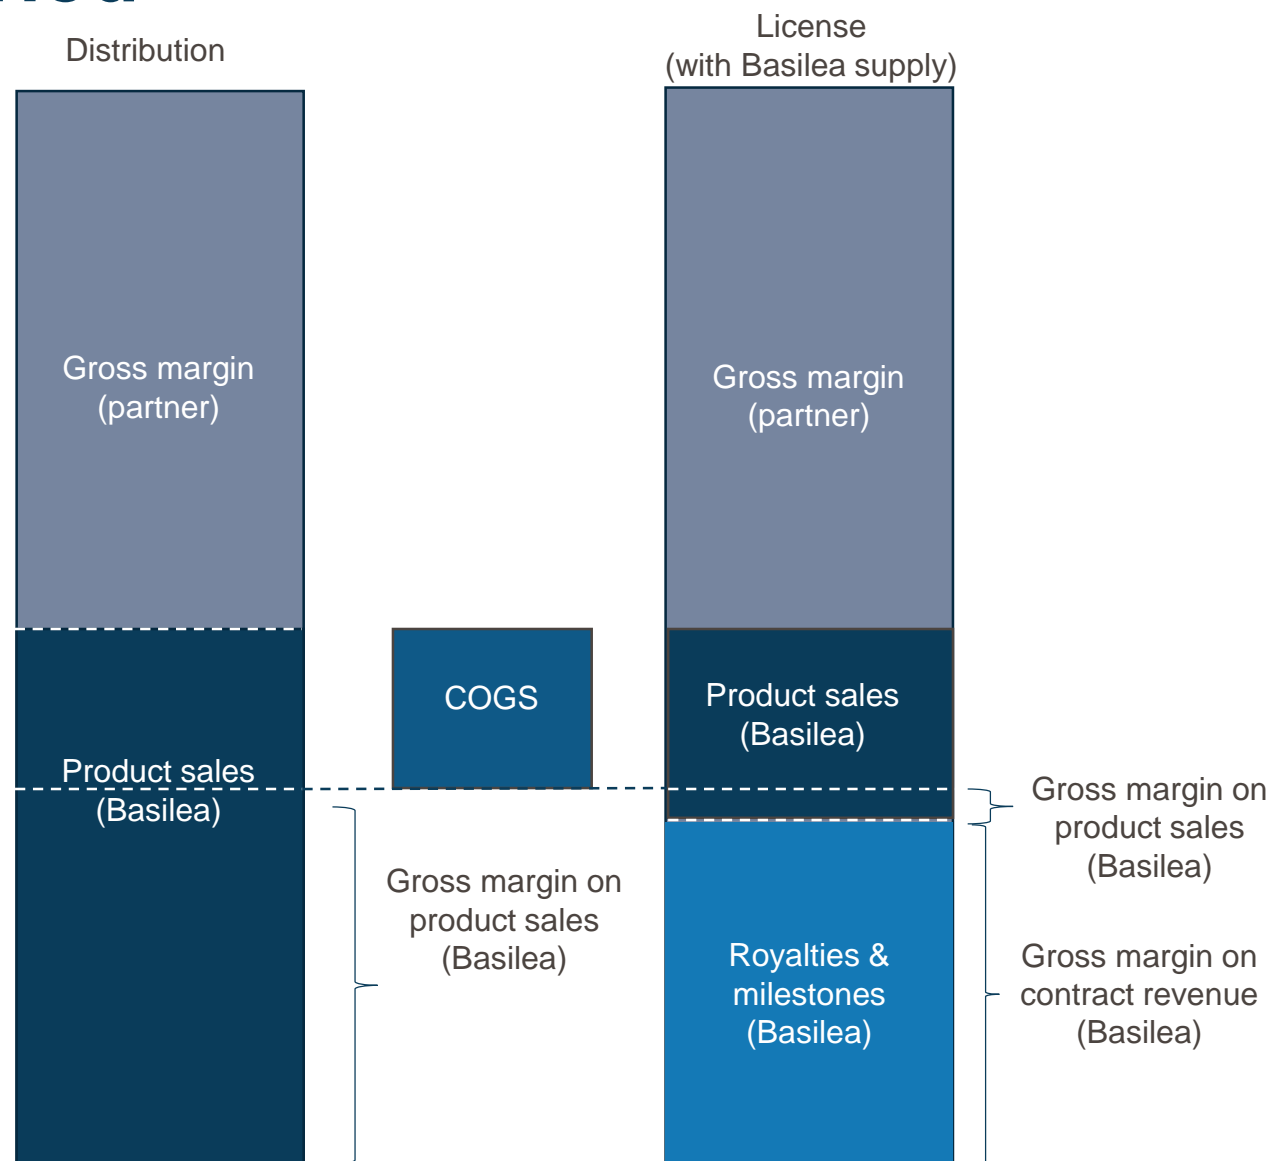 Distribution
License
(with Basilea supply)
Gross margin
(partner)
Gross margin
(partner)
COGS
Product sales
(Basilea)
Product sales
(Basilea)
Gross margin on
product sales
(Basilea)
Gross margin on
product sales
(Basilea)
Royalties &
milestones
(Basilea)
Gross margin on
contract revenue
(Basilea)